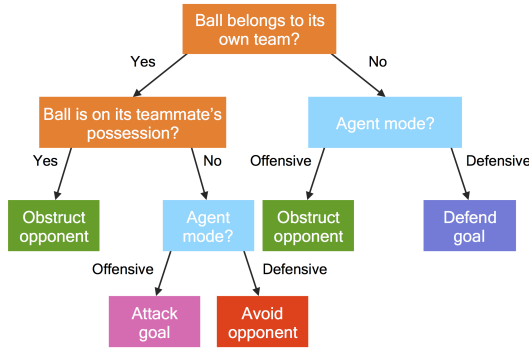 Ball belongs to its
own team?
Yes
No
Ball is on its teammate's
possession?
Agent mode?
Yes
No
Offensive
Defensive
Obstruct
opponent
Agent
mode?
Obstruct
opponent
Defend
goal
Offensive
Defensive
Attack
goal
Avoid
opponent